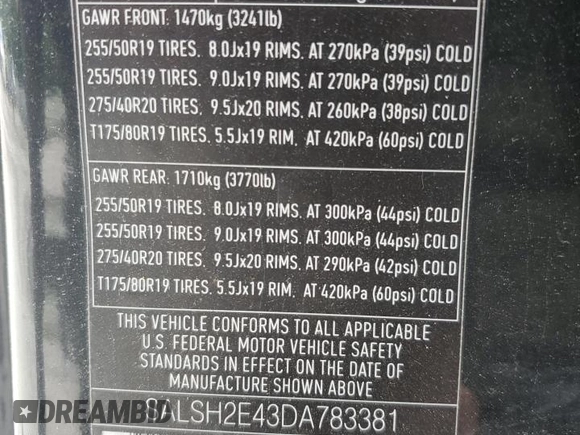 GAWR FRONT. 1470kg (3241lb)
255/50R19 TIRES. 8.0Jx19 RIMS. AT 270kPa (39psi) COLD
255/50R19 TIRES. 9.0Jx19 RIMS. AT 270kPa (39psi) COLD
275/40R20 TIRES. 9.5Jx20 RIMS. AT 260kPa (38psi) COLD
T175/80R19 TIRES. 5.5Jx19 RIM. AT 420kPa (60psi) COLD
GAWR REAR. 1710kg (3770lb)
255/50R19 TIRES. 8.0Jx19 RIMS. AT 300kPa (44psi) COLD
255/50R19 TIRES. 9.0Jx19 RIMS. AT 300kPa (44psi) COLD
275/40R20 TIRES. 9.5Jx20 RIMS. AT 290kPa (42psi) COLD
T175/80R19 TIRES. 5.5Jx19 RIM. AT 420kPa (60psi) COLD
THIS VEHICLE CONFORMS TO ALL APPLICABLE
U.S. FEDERAL MOTOR VEHICLE SAFETY
STANDARDS IN EFFECT ON THE DATE OF
MANUFACTURE SHOWN ABOVE
SALSH2E43DA783381
DREAMBID